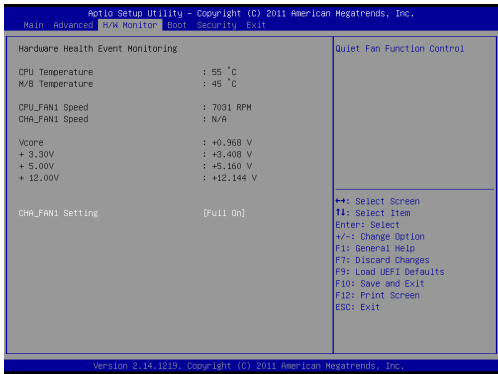 Aptio Setup Utility - Copyright (C) 2011 American Megatrends, Inc.
Main Advanced H/W Monitor Boot Security Exit
Hardware Health Event Monitoring
CPU Temperature : 55 °C
M/B Temperature : 45 °C
CPU_FAN1 Speed : 7031 RPM
CHA_FAN1 Speed : N/A
Vcore : +0.968 V
+ 3.30V : +3.408 V
+ 5.00V : +5.160 V
+ 12.00V : +12.144 V
CHA_FAN1 Setting [Full On]
Quiet Fan Function Control
←→: Select Screen
↑↓: Select Item
Enter: Select
+/-: Change Option
F1: General Help
F7: Discard Changes
F9: Load UEFI Defaults
F10: Save and Exit
F12: Print Screen
ESC: Exit
Version 2.14.1219. Copyright (C) 2011 American Megatrends, Inc.